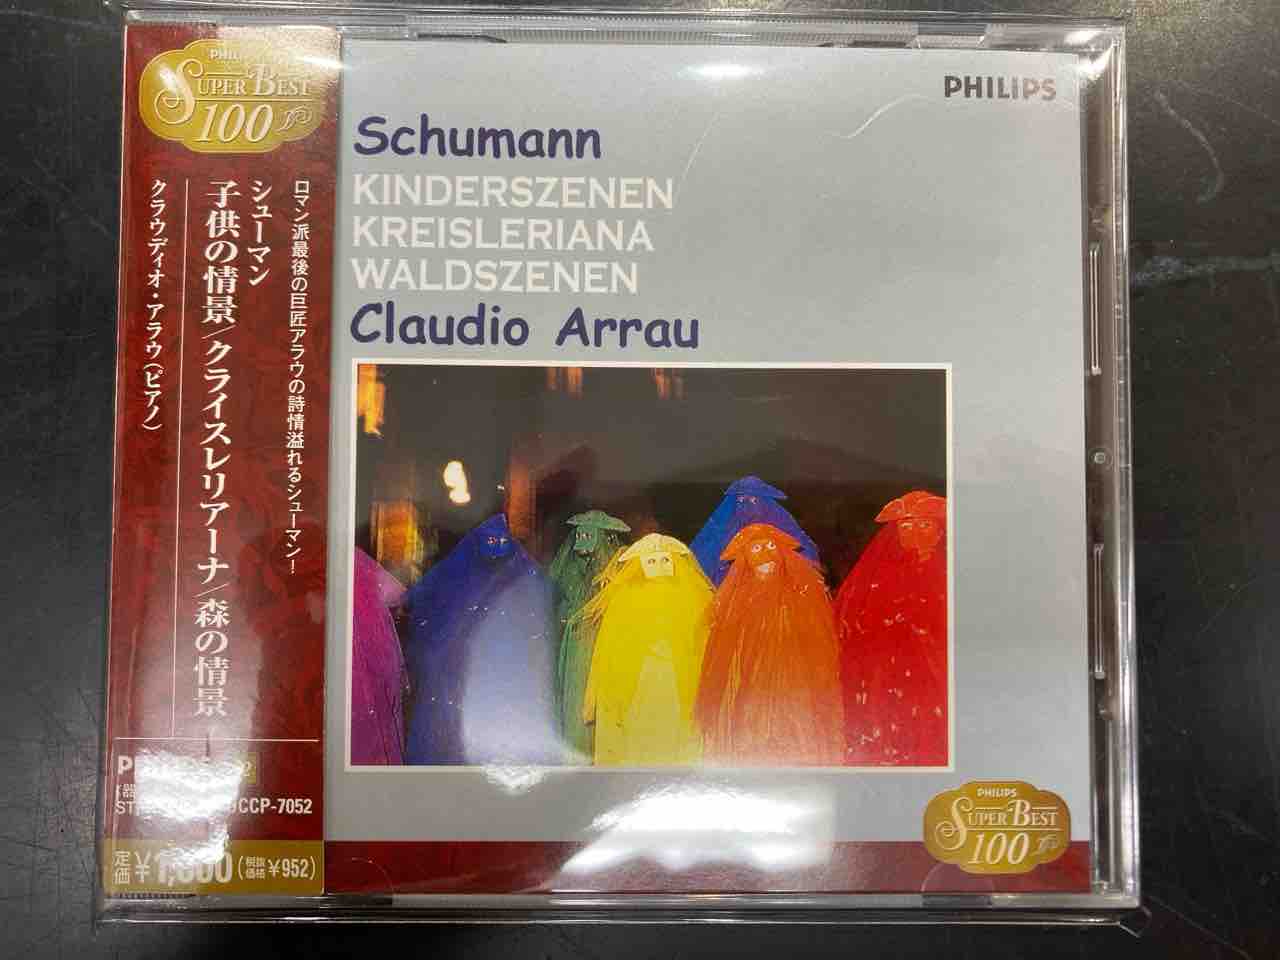 PHILIPS
SUPER BEST
100
ロマン派最後の巨匠アラウの詩情溢れるシューマン!
シューマン
子供の情景/クライスレリアーナ/森の情景
クラウディオ・アラウ(ピアノ)
CCP-7052
定価 ¥1,000 (税抜価格 ¥952)
PHILIPS
Schumann
KINDERSZENEN
KREISLERIANA
WALDSZENEN
Claudio Arrau
PHILIPS
SUPER BEST
100